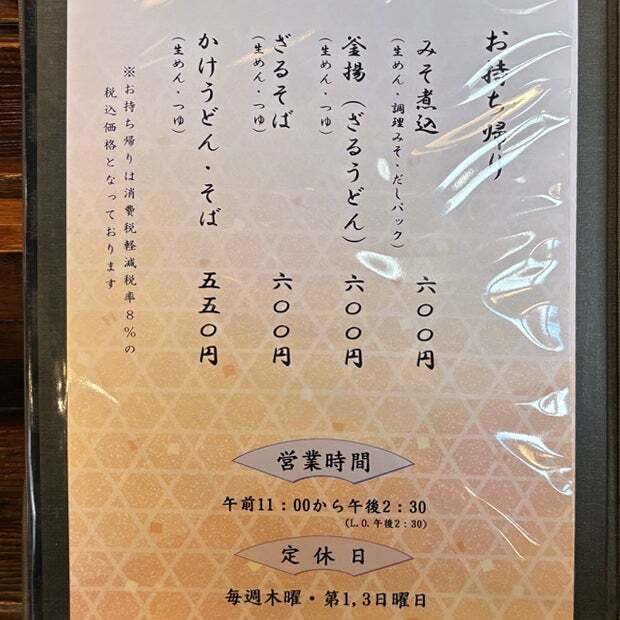 お持ち帰り
みそ煮込 六〇〇円
(生めん・調理みそ・だしパック)
釜揚(ざるうどん) 六〇〇円
(生めん・つゆ)
ざるそば 六〇〇円
(生めん・つゆ)
かけうどん・そば 五五〇円
(生めん・つゆ)
※お持ち帰りは消費税軽減税率8%の
税込価格となっております
営業時間
午前11:00から午後2:30
(L.O.午後2:30)
定休日
毎週木曜・第1,3日曜日